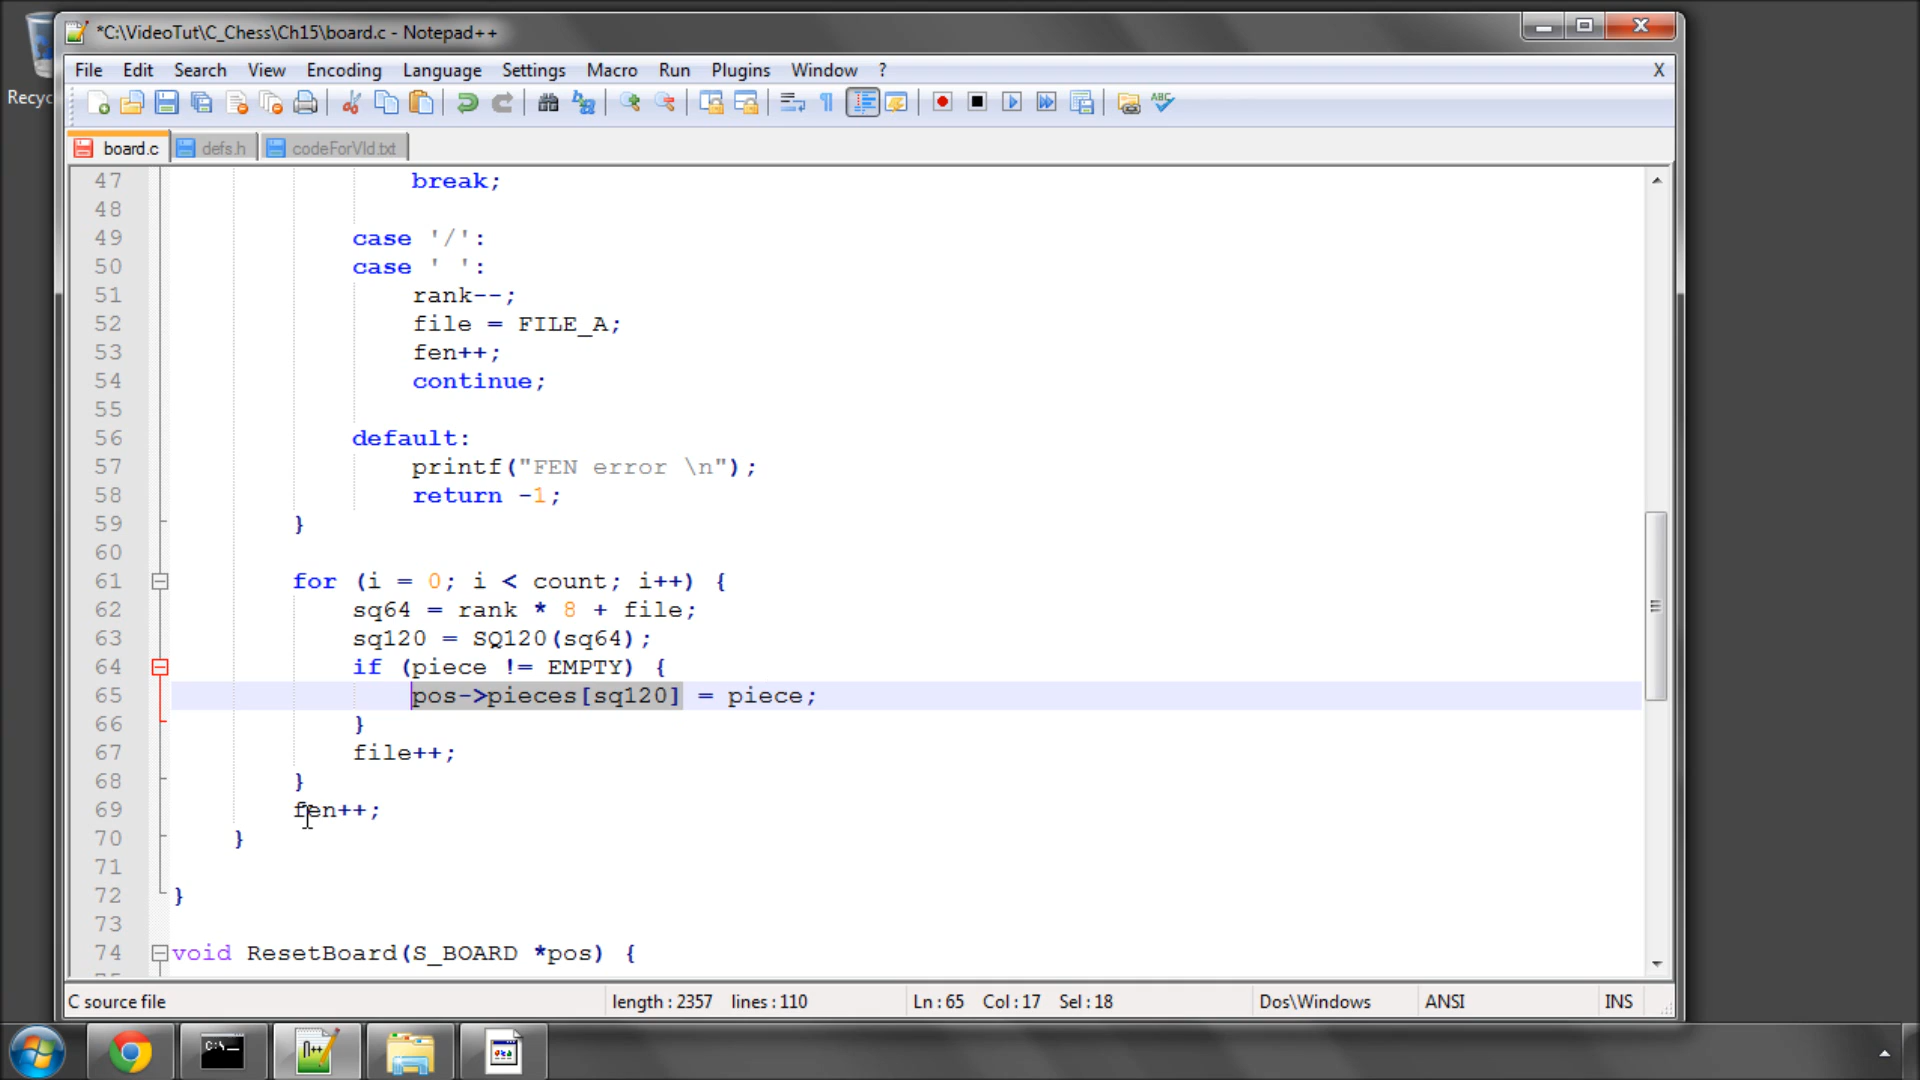 *C:\VideoTut\C_Chess\Ch15\board.c - Notepad++
Recyc
File Edit Search View Encoding Language Settings Macro Run Plugins Window ? X
board.c defs.h codeForVId.txt
47 break;
48
49 case '/':
50 case ' ':
51 rank--;
52 file = FILE_A;
53 fen++;
54 continue;
55
56 default:
57 printf("FEN error \n");
58 return -1;
59 }
60
61 for (i = 0; i < count; i++) {
62 sq64 = rank * 8 + file;
63 sq120 = SQ120(sq64);
64 if (piece != EMPTY) {
65 pos->pieces[sq120] = piece;
66 }
67 file++;
68 }
69 fen++;
70 }
71
72 }
73
74 void ResetBoard(S_BOARD *pos) {
C source file length : 2357 lines : 110 Ln : 65 Col : 17 Sel : 18 Dos\Windows ANSI INS